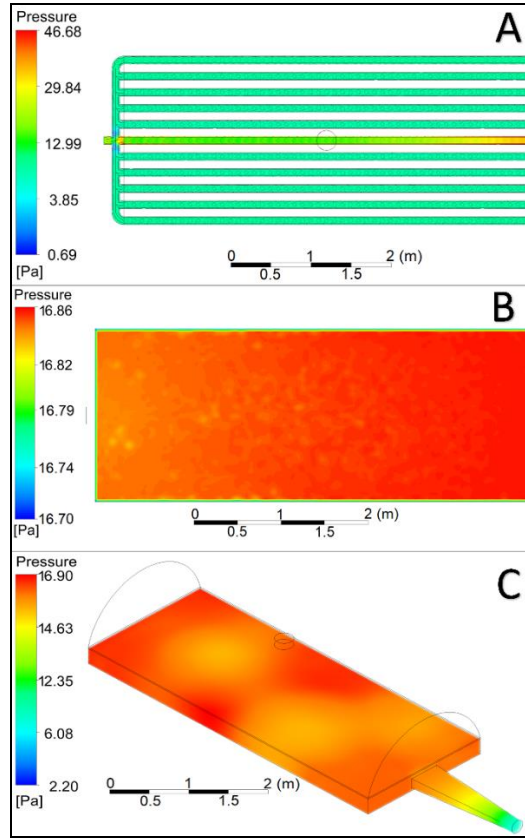 Pressure
46.68
29.84
12.99
3.85
0.69
[Pa]
A
0 1 2 (m)
0.5 1.5
Pressure
16.86
16.82
16.79
16.74
16.70
[Pa]
B
0 1 2 (m)
0.5 1.5
Pressure
16.90
14.63
12.35
6.08
2.20
[Pa]
C
0 1 2 (m)
0.5 1.5